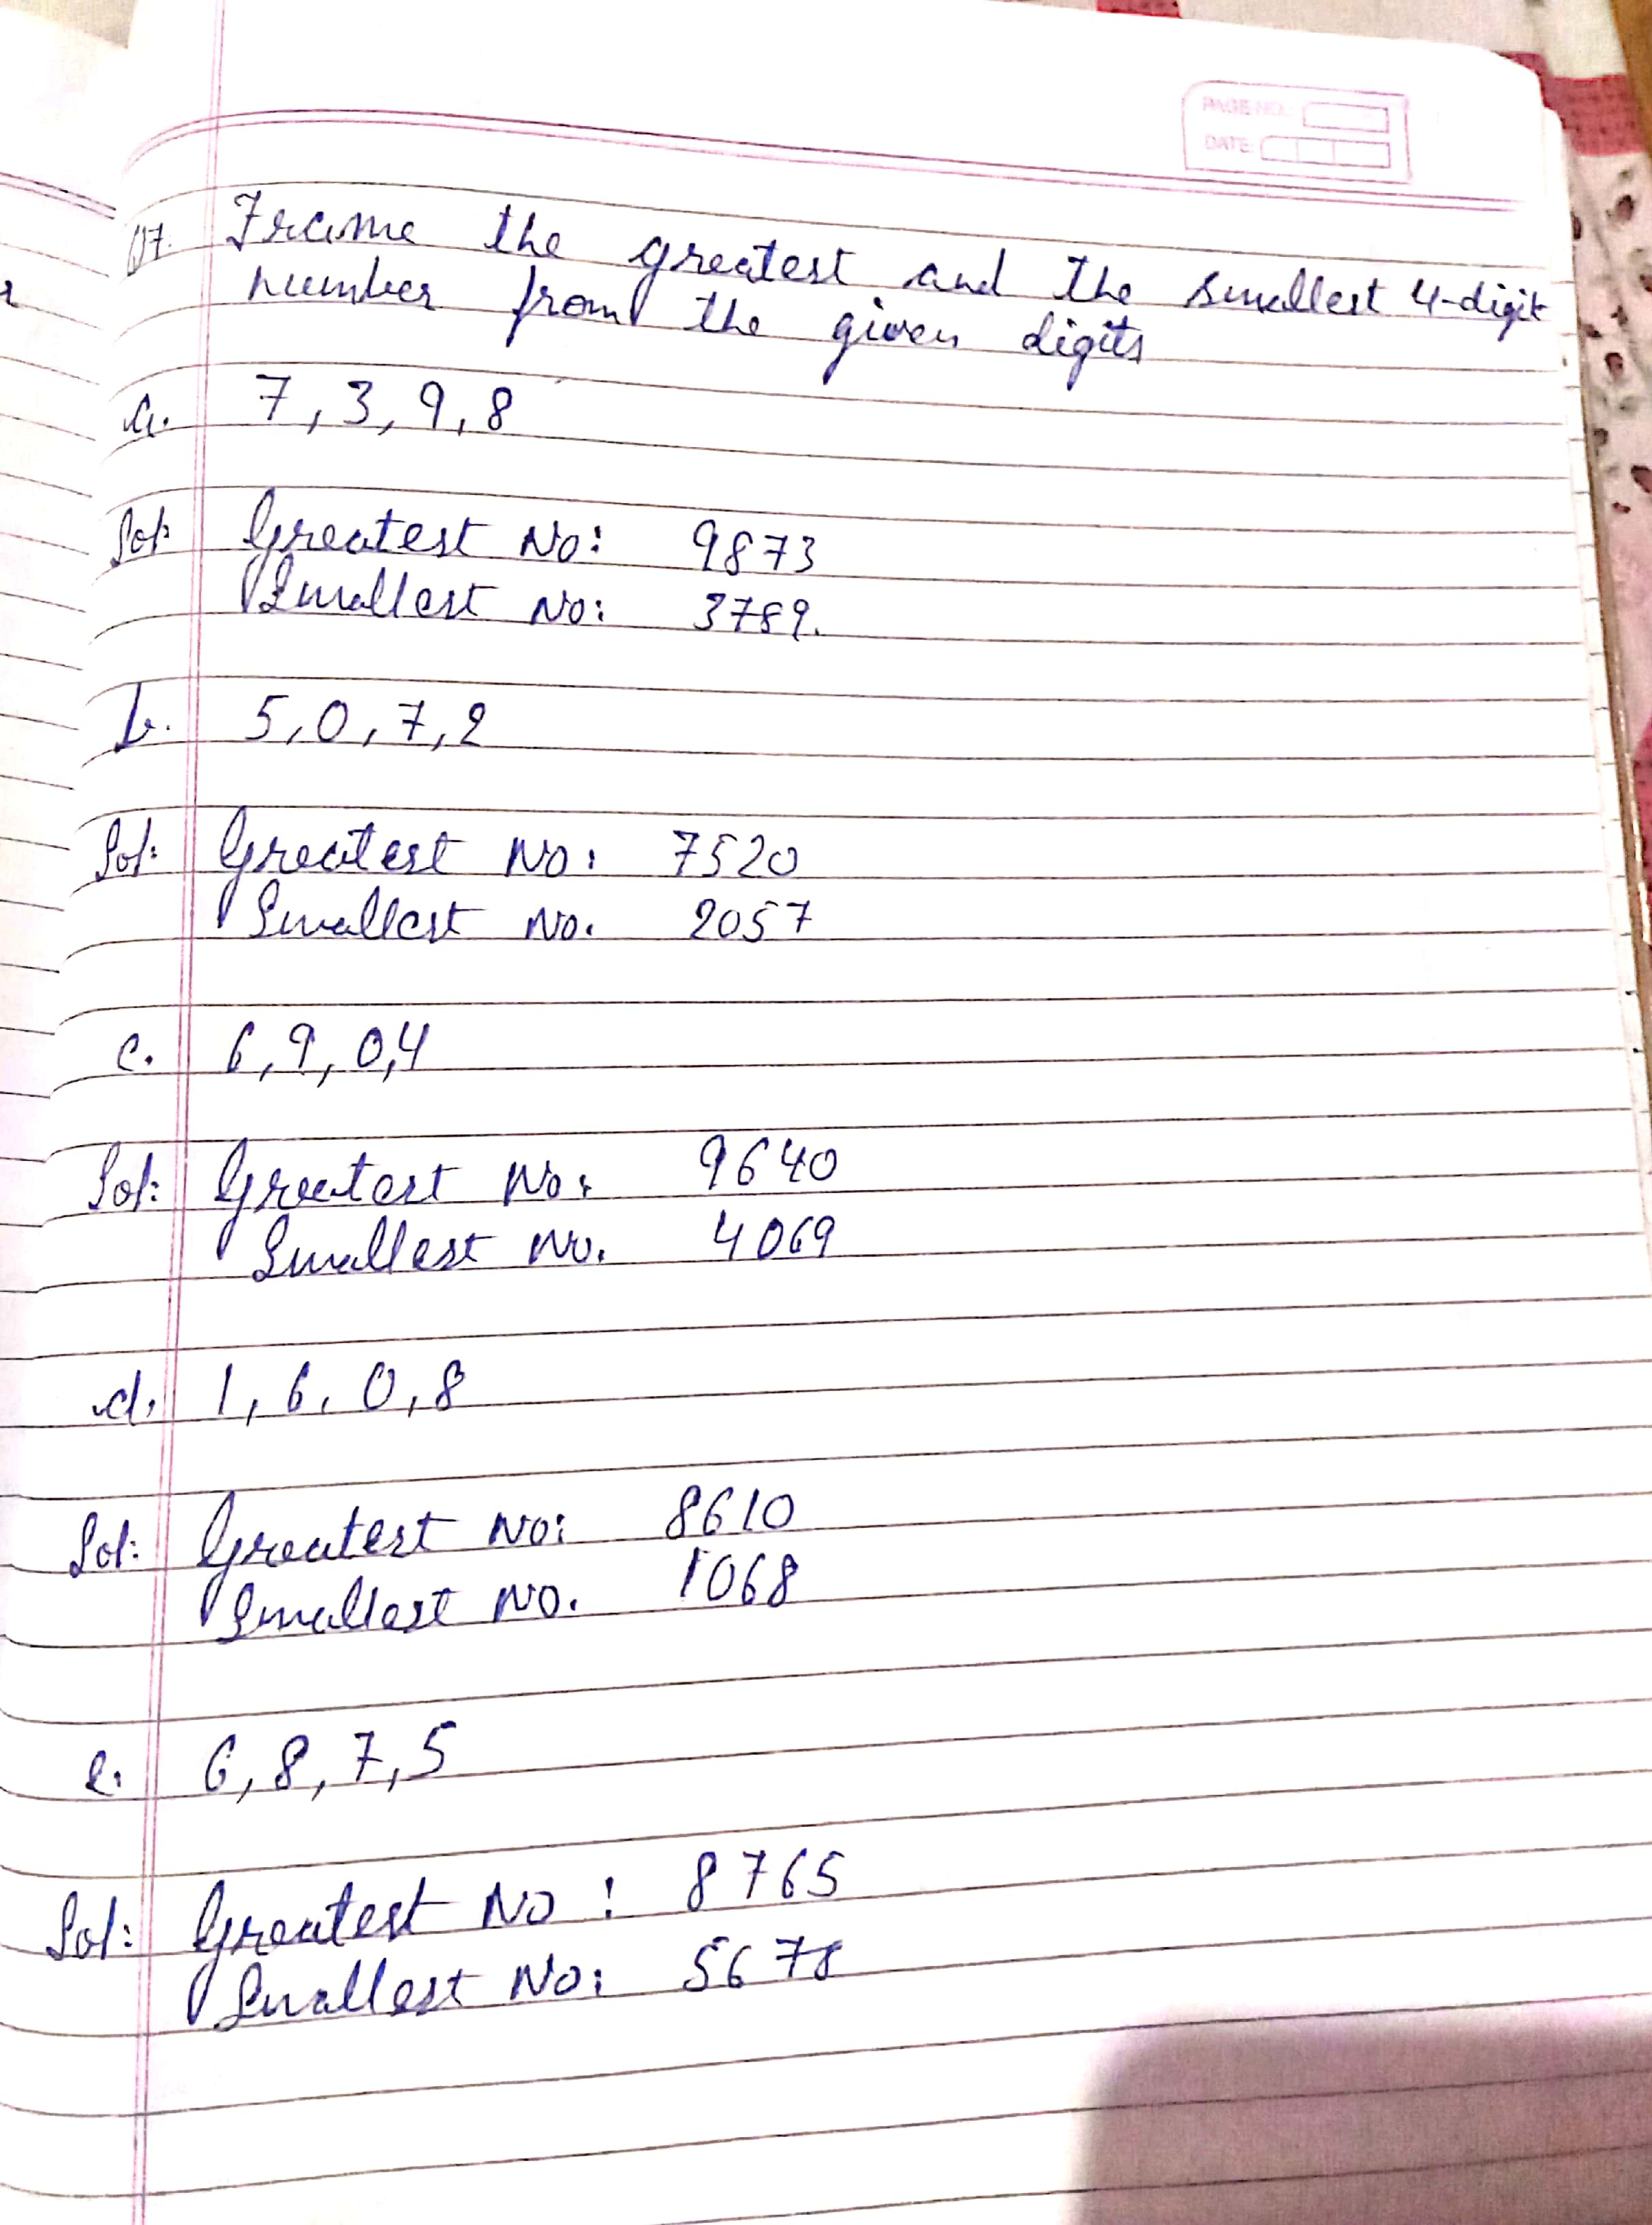 PAGE NO.:
DATE:
Q7. Frame the greatest and the smallest 4-digit
number from the given digits
a. 7, 3, 9, 8
Sol: Greatest No: 9873
Smallest No: 3789.
b. 5, 0, 7, 2
Sol: Greatest No: 7520
Smallest No. 2057
c. 6, 9, 0, 4
Sol: Greatest No: 9640
Smallest No. 4069
d. 1, 6, 0, 8
Sol: Greatest No: 8610
Smallest No. 1068
e. 6, 8, 7, 5
Sol: Greatest No: 8765
Smallest No: 5678